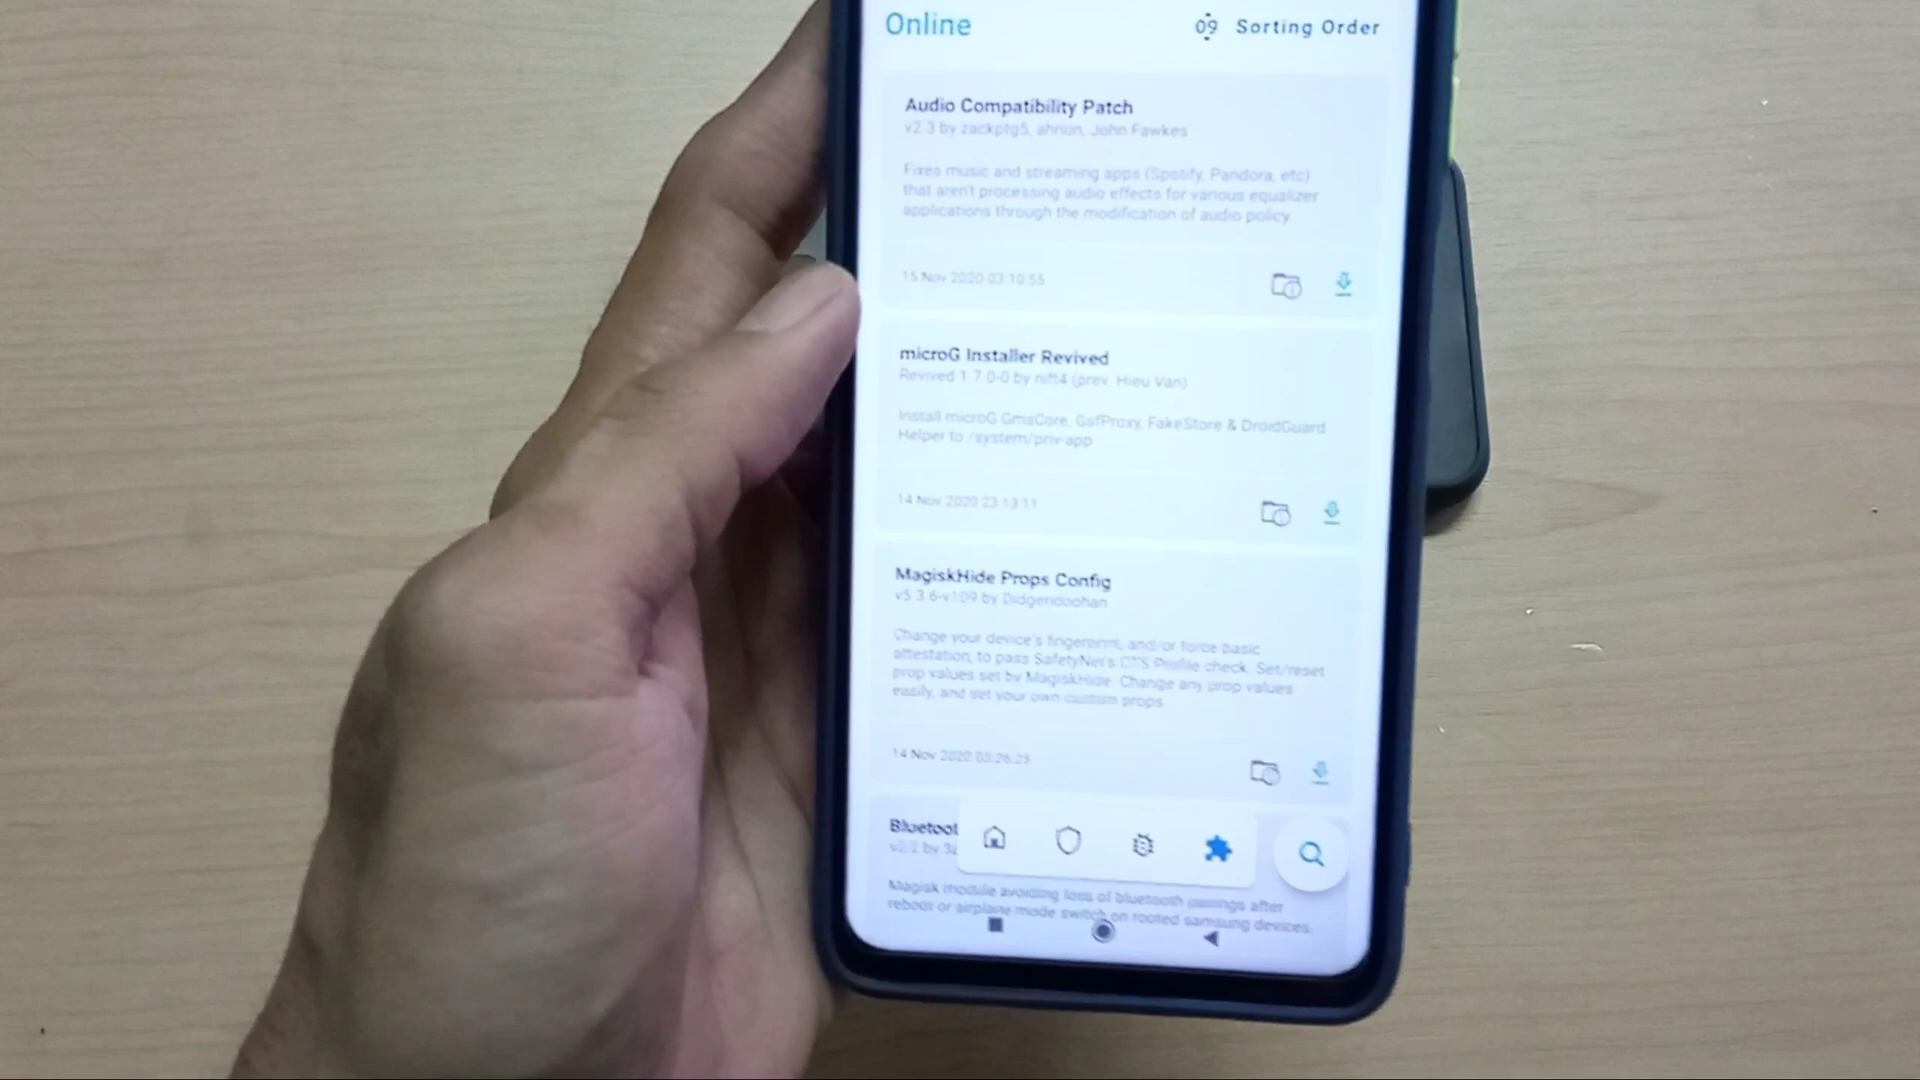 Online
Sorting Order
Audio Compatibility Patch
v2.3 by zackptg5, ahrion, John Fawkes
Fixes music and streaming apps (Spotify, Pandora, etc)
that aren't processing audio effects for various equalizer
applications through the modification of audio policy
15 Nov 2020 03:10:55
microG Installer Revived
Revived 1.7.0-0 by nift4 (prev. Hieu Van)
Install microG GmsCore, GsfProxy, FakeStore & DroidGuard
Helper to /system/priv-app
14 Nov 2020 23:13:11
MagiskHide Props Config
v5.3.6-v109 by Didgeridoohan
Change your device's fingerprint, and/or force basic
attestation, to pass SafetyNet's CTS Profile check. Set/reset
prop values set by MagiskHide. Change any prop values
easily, and set your own custom props.
14 Nov 2020
Bluetoot
by
Magisk module avoiding loss of bluetooth pairings after
reboot or airplane mode switch on rooted samsung devices.